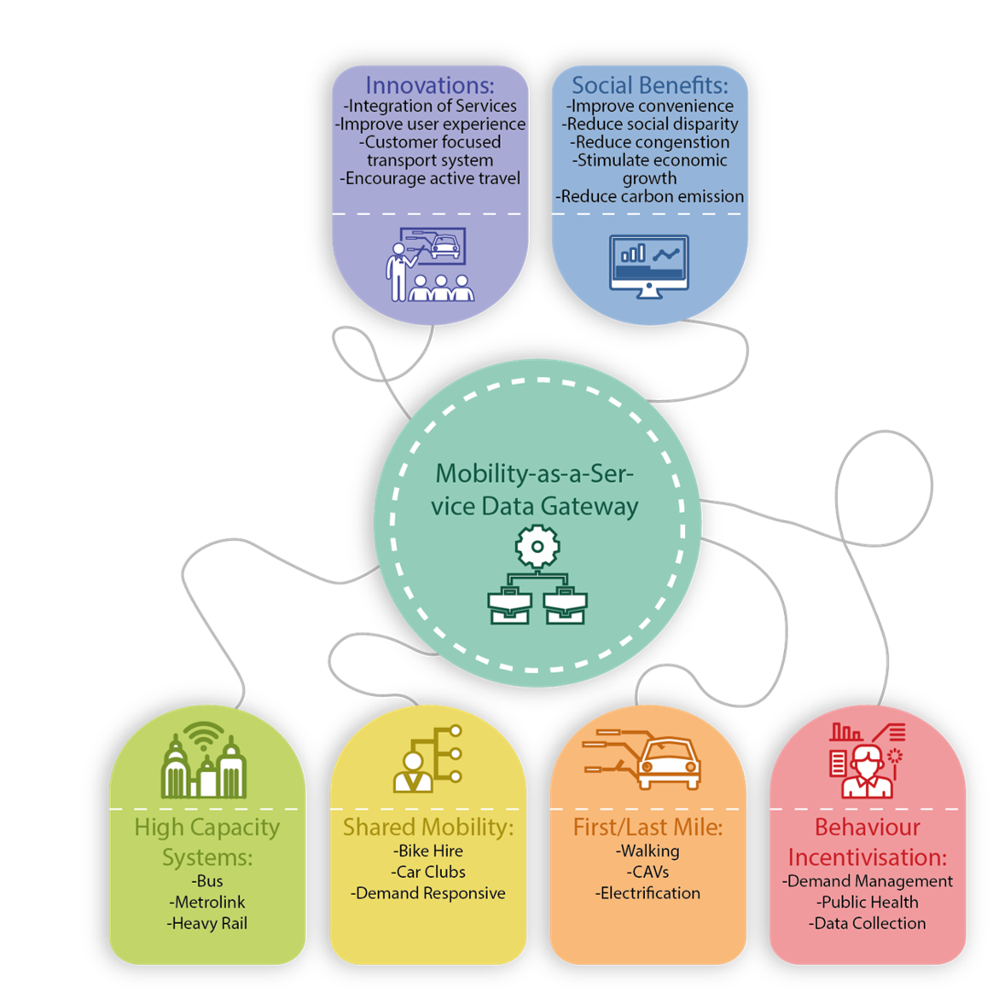 Innovations:
-Integration of Services
-Improve user experience
-Customer focused
transport system
-Encourage active travel
Social Benefits:
-Improve convenience
-Reduce social disparity
-Reduce congenstion
-Stimulate economic
growth
-Reduce carbon emission
Mobility-as-a-Ser-
vice Data Gateway
High Capacity
Systems:
-Bus
-Metrolink
-Heavy Rail
Shared Mobility:
-Bike Hire
-Car Clubs
-Demand Responsive
First/Last Mile:
-Walking
-CAVs
-Electrification
Behaviour
Incentivisation:
-Demand Management
-Public Health
-Data Collection